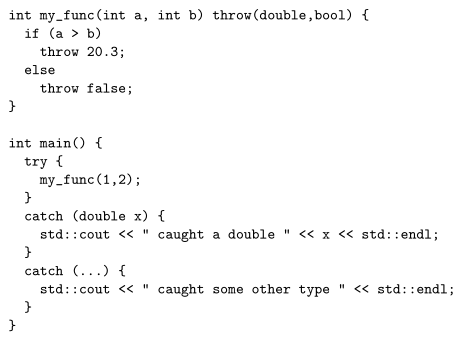 int my_func(int a, int b) throw(double,bool) {
  if (a > b)
    throw 20.3;
  else
    throw false;
}

int main() {
  try {
    my_func(1,2);
  }
  catch (double x) {
    std::cout << " caught a double " << x << std::endl;
  }
  catch (...) {
    std::cout << " caught some other type " << std::endl;
  }
}